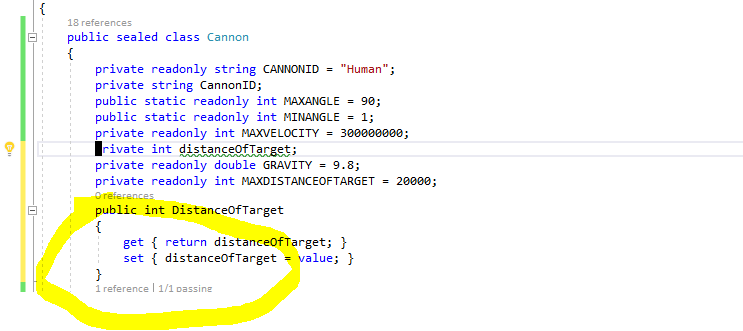 {
18 references
public sealed class Cannon
{
private readonly string CANNONID = "Human";
private string CannonID;
public static readonly int MAXANGLE = 90;
public static readonly int MINANGLE = 1;
private readonly int MAXVELOCITY = 300000000;
private int distanceOfTarget;
private readonly double GRAVITY = 9.8;
private readonly int MAXDISTANCEOFTARGET = 20000;
0 references
public int DistanceOfTarget
{
get { return distanceOfTarget; }
set { distanceOfTarget = value; }
}
1 reference | 1/1 passing